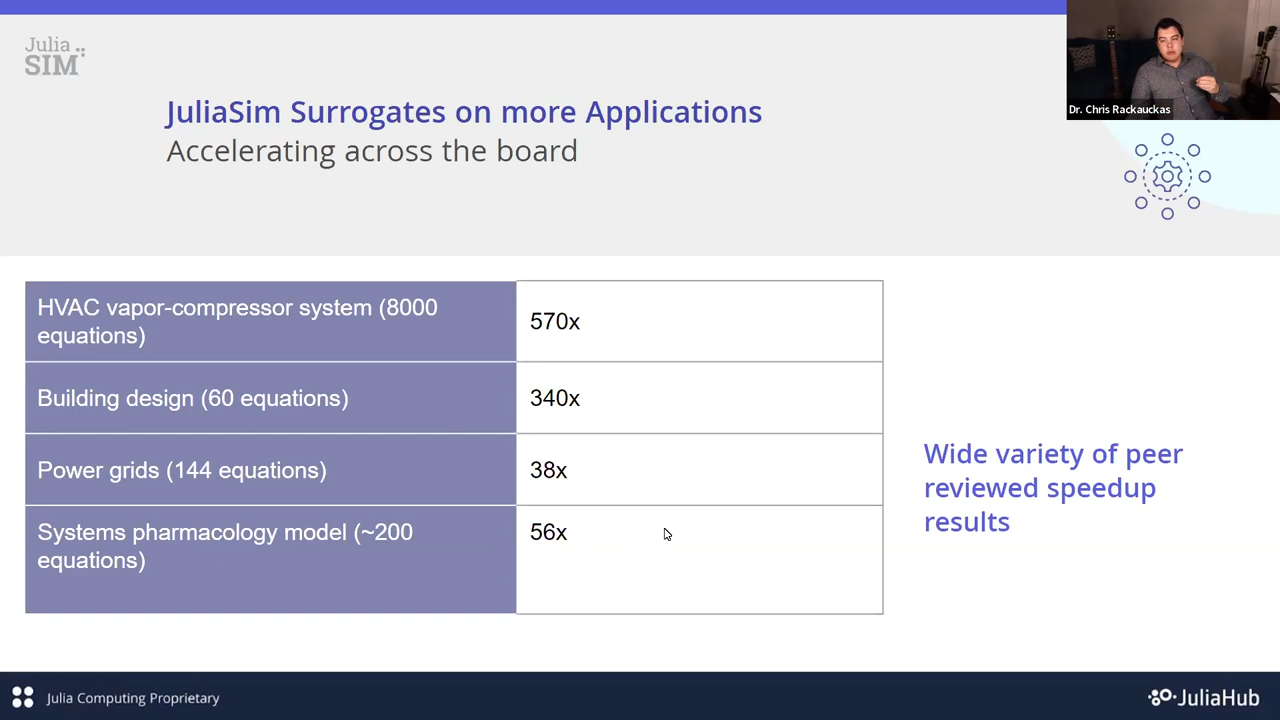 Julia
SIM
JuliaSim Surrogates on more Applications
Accelerating across the board
Dr. Chris Rackauckas
HVAC vapor-compressor system (8000
equations)
570x
Building design (60 equations)
340x
Power grids (144 equations)
38x
Systems pharmacology model (~200
equations)
56x
Wide variety of peer
reviewed speedup
results
Julia Computing Proprietary
JuliaHub